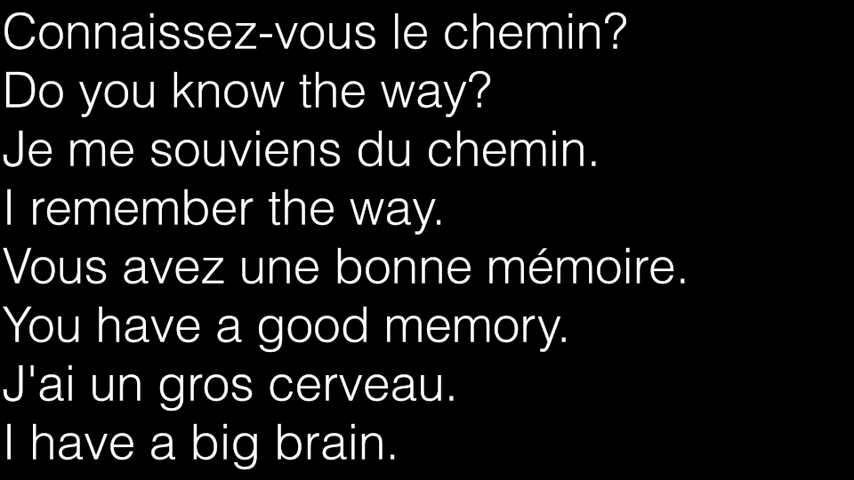 Connaissez-vous le chemin?
Do you know the way?
Je me souviens du chemin.
I remember the way.
Vous avez une bonne mémoire.
You have a good memory.
J'ai un gros cerveau.
I have a big brain.